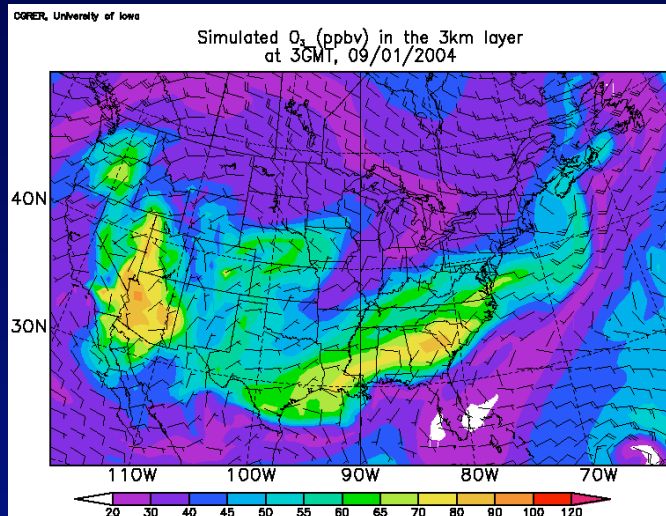 CGRER, University of Iowa
Simulated O3 (ppbv) in the 3km layer
at 3GMT, 09/01/2004
40N
30N
110W 100W 90W 80W 70W
20 30 40 45 50 55 60 65 70 80 90 100 120